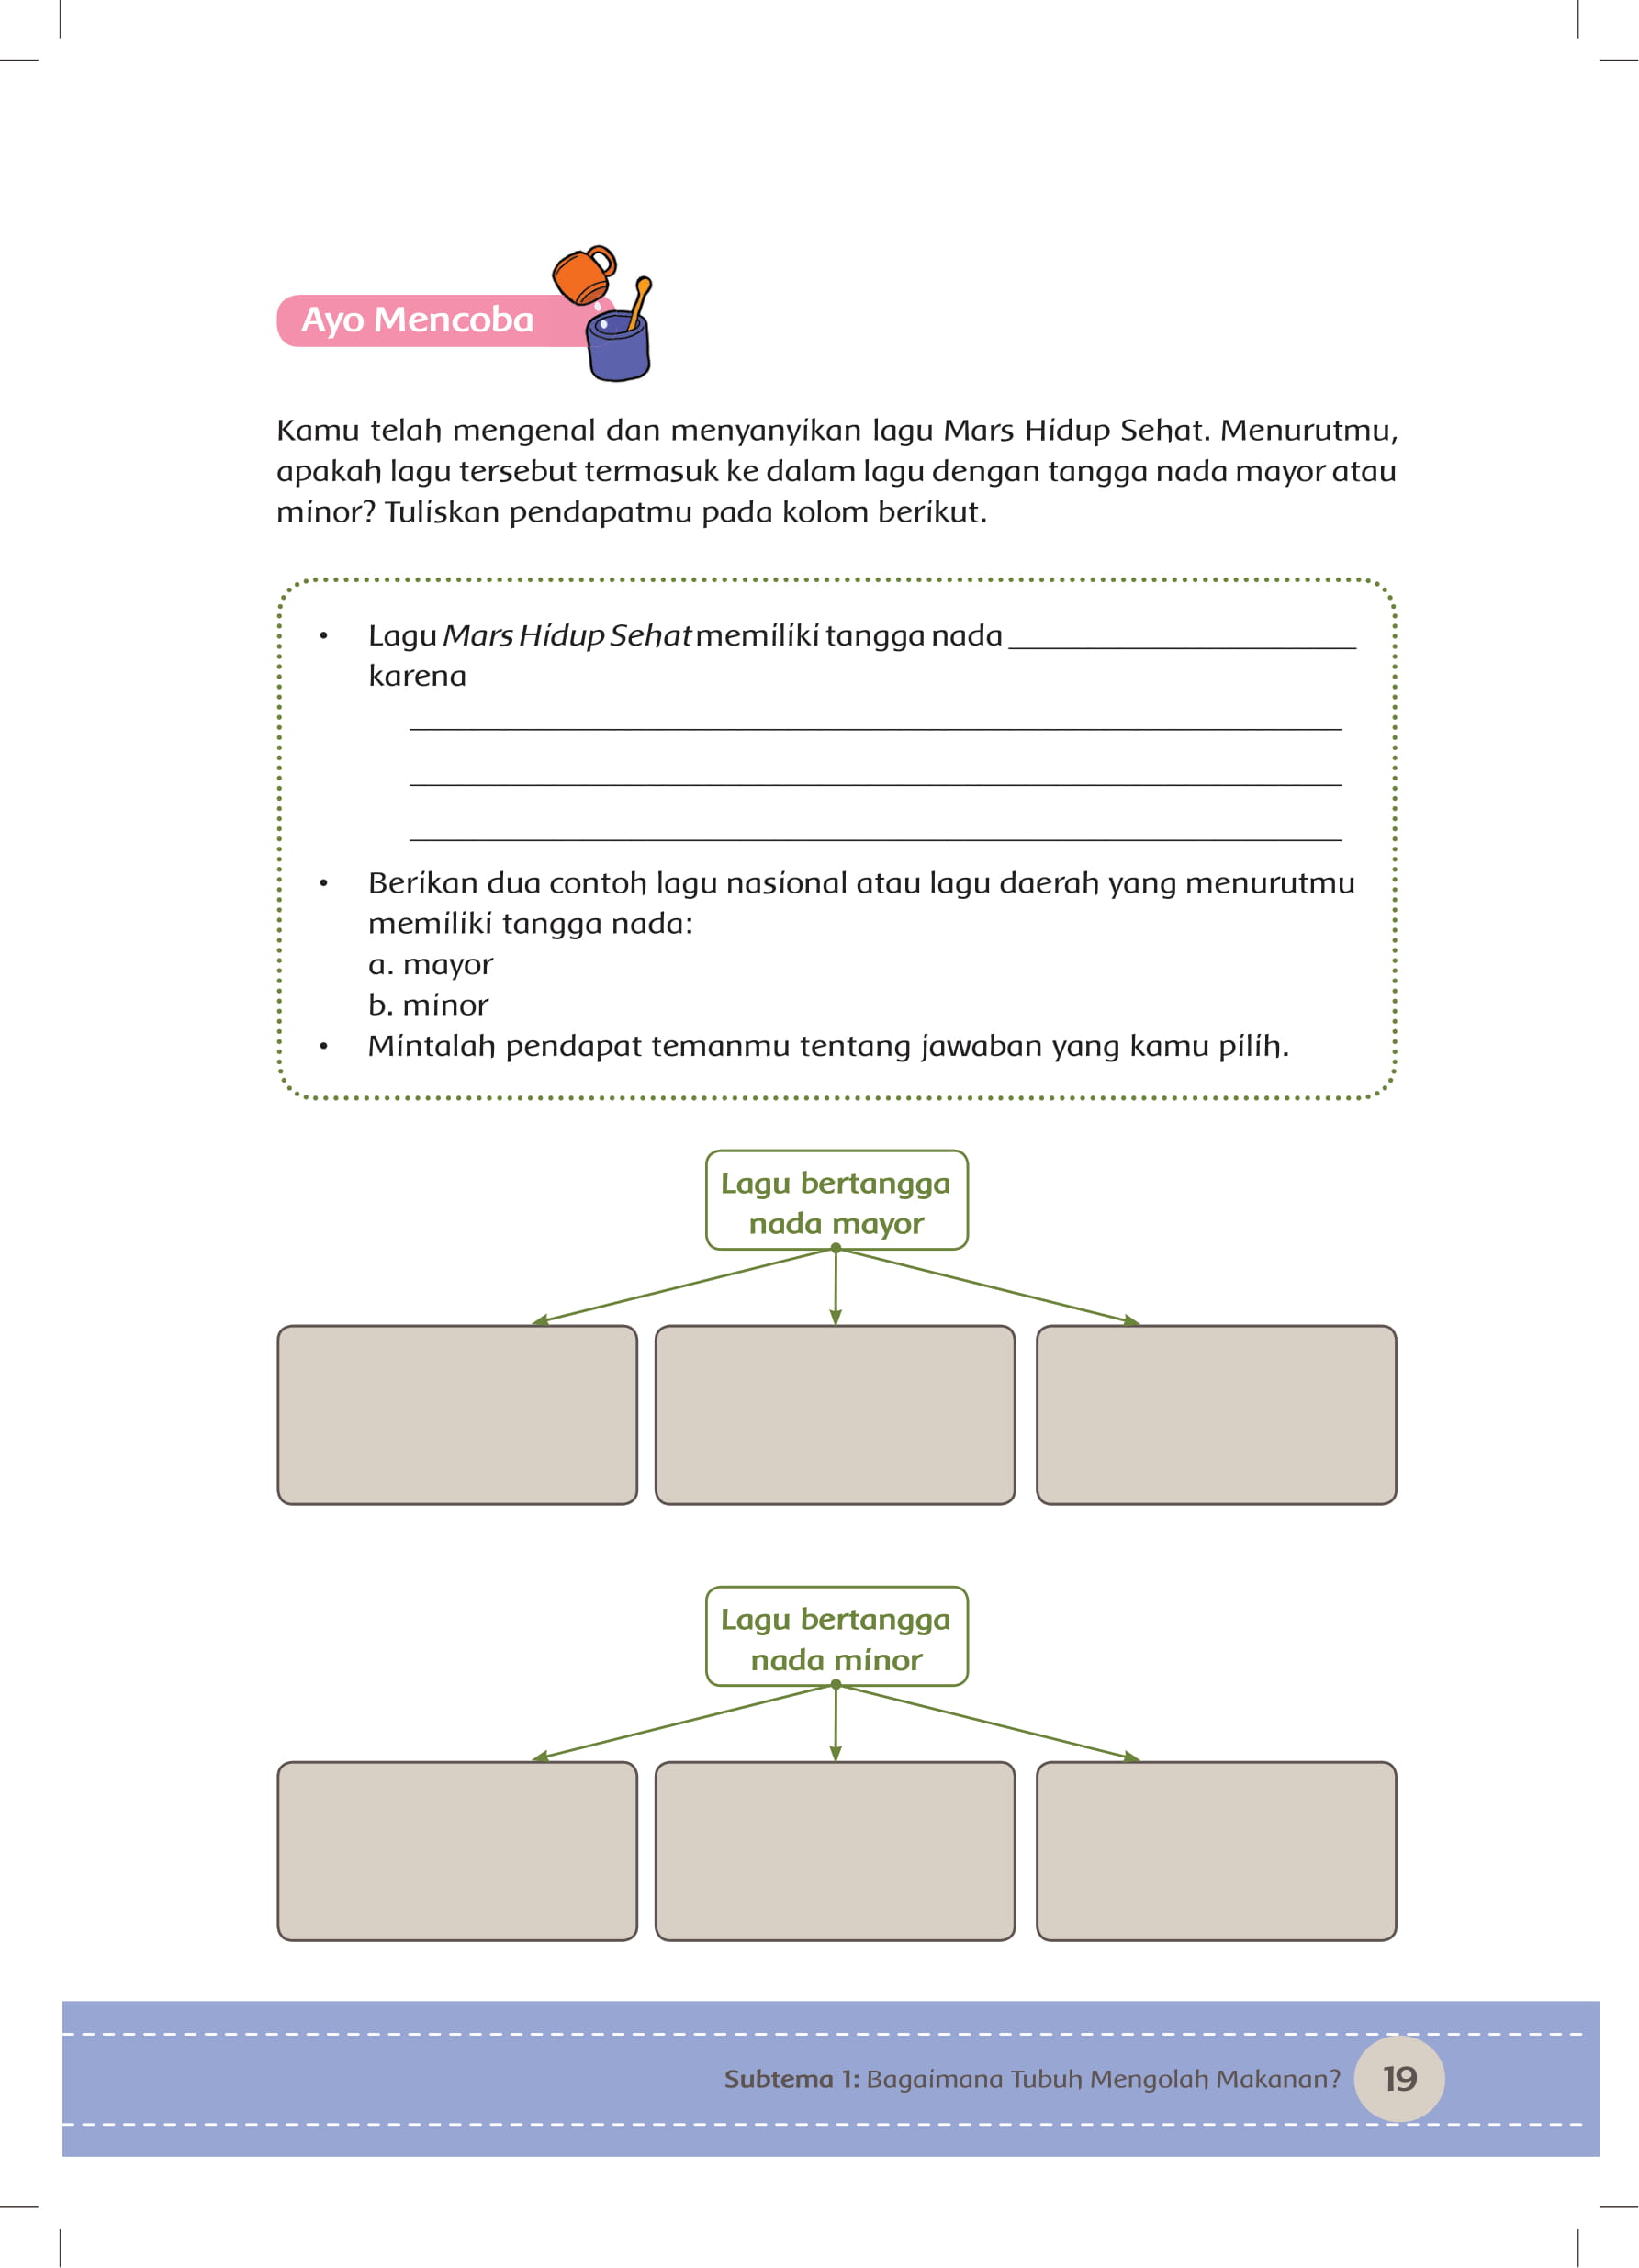 Ayo Mencoba
Kamu telah mengenal dan menyanyikan lagu Mars Hidup Sehat. Menurutmu,
apakah lagu tersebut termasuk ke dalam lagu dengan tangga nada mayor atau
minor? Tuliskan pendapatmu pada kolom berikut.
• Lagu Mars Hidup Sehat memiliki tangga nada ____________________
karena
• Berikan dua contoh lagu nasional atau lagu daerah yang menurutmu
memiliki tangga nada:
a. mayor
b. minor
• Mintalah pendapat temanmu tentang jawaban yang kamu pilih.
Lagu bertangga
nada mayor
Lagu bertangga
nada minor
Subtema 1: Bagaimana Tubuh Mengolah Makanan? 19